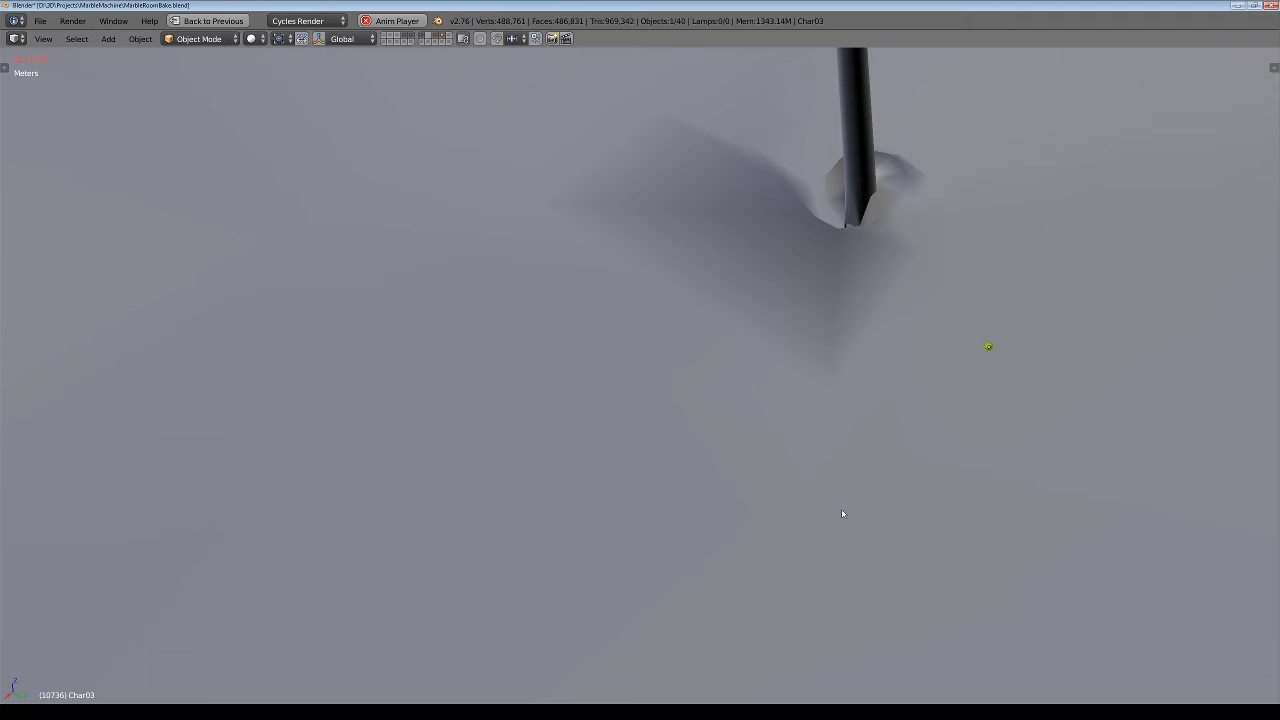 Blender* [D:\3D\Projects\MarbleMachine\MarbleRoomBake.blend]
File Render Window Help Back to Previous Cycles Render Anim Player v2.76 | Verts:488,761 | Faces:486,831 | Tris:969,342 | Objects:1/40 | Lamps:0/0 | Mem:1343.14M | Char03
View Select Add Object Object Mode Global
Meters
(10736) Char03